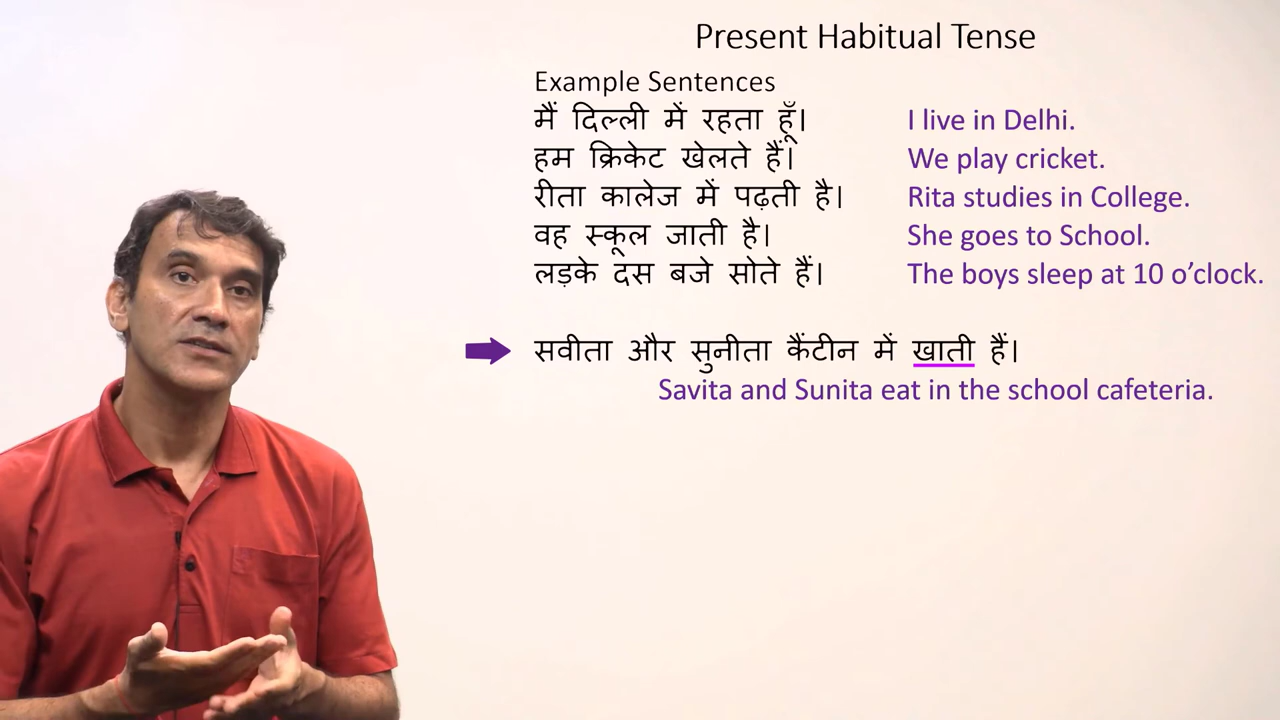 Present Habitual Tense
Example Sentences
मैं दिल्ली में रहता हूँ। I live in Delhi.
हम क्रिकेट खेलते हैं। We play cricket.
रीता कालेज में पढ़ती है। Rita studies in College.
वह स्कूल जाती है। She goes to School.
लड़के दस बजे सोते हैं। The boys sleep at 10 o’clock.
सवीता और सुनीता कैंटीन में खाती हैं।
Savita and Sunita eat in the school cafeteria.